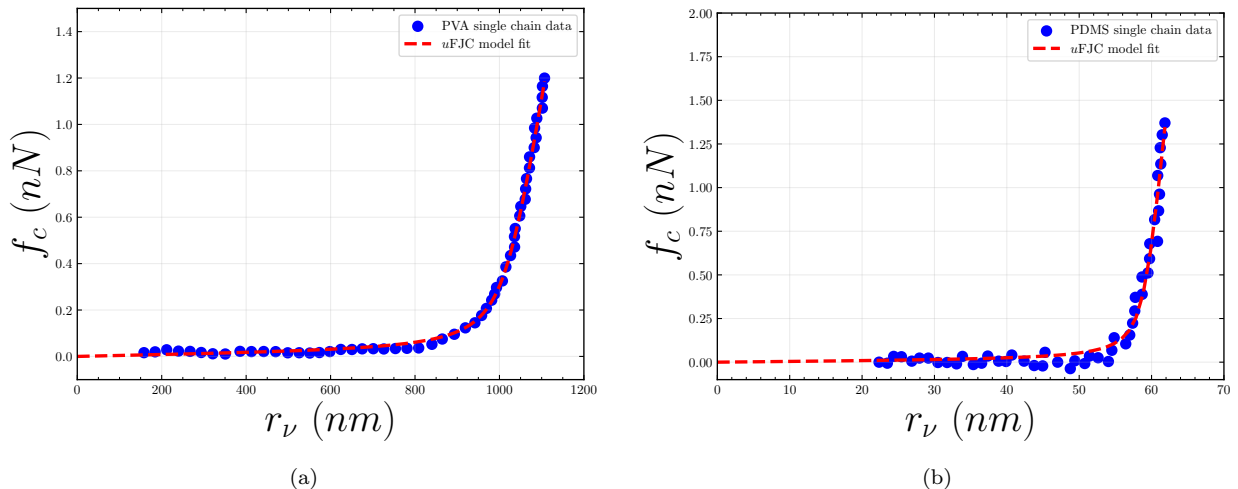 PVA single chain data
uFJC model fit
1.4
1.2
1.0
0.8
0.6
0.4
0.2
0.0
f_c (nN)
0 200 400 600 800 1000 1200
r_ν (nm)
(a)
PDMS single chain data
uFJC model fit
2.00
1.75
1.50
1.25
1.00
0.75
0.50
0.25
0.00
f_c (nN)
0 10 20 30 40 50 60 70
r_ν (nm)
(b)